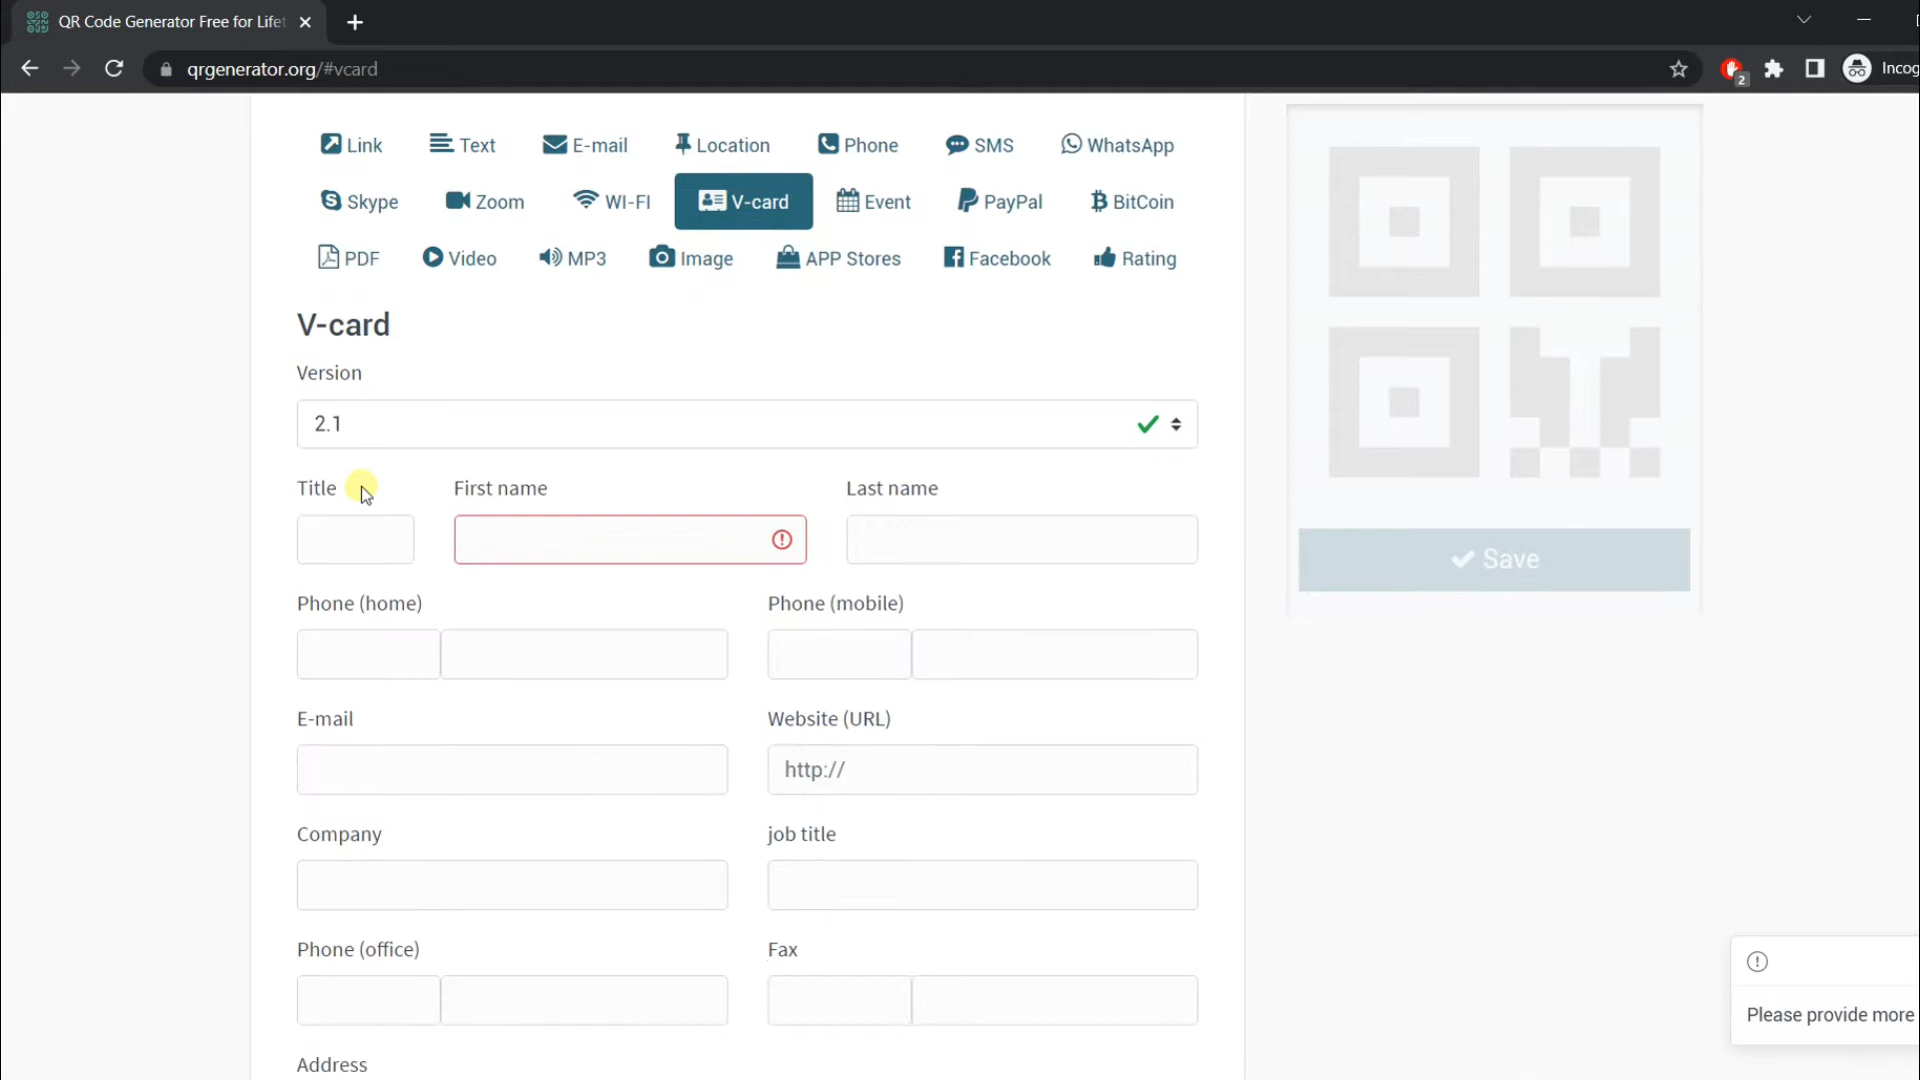 QR Code Generator Free for Lifet
qrgenerator.org/#vcard
2
Incog
Link Text E-mail Location Phone SMS WhatsApp
Skype Zoom WI-FI V-card Event PayPal BitCoin
PDF Video MP3 Image APP Stores Facebook Rating
V-card
Version
2.1
Title First name Last name
Phone (home) Phone (mobile)
E-mail Website (URL)
http://
Company job title
Phone (office) Fax
Address
Save
Please provide more